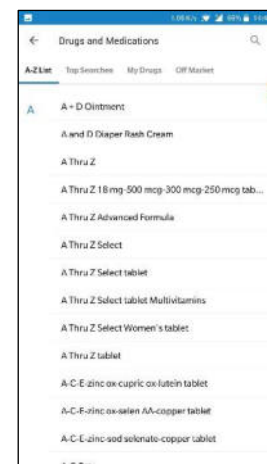 Drugs and Medications
A-Z List Top Searches My Drugs Off Market
A
A + D Ointment
A and D Diaper Rash Cream
A Thru Z
A Thru Z 18 mg-500 mcg-300 mcg-250 mcg tab...
A Thru Z Advanced Formula
A Thru Z Select
A Thru Z Select tablet
A Thru Z Select tablet Multivitamins
A Thru Z Select Women's tablet
A Thru Z tablet
A-C-E-zinc ox-cupric ox-lutein tablet
A-C-E-zinc ox-selen AA-copper tablet
A-C-E-zinc-sod selenate-copper tablet